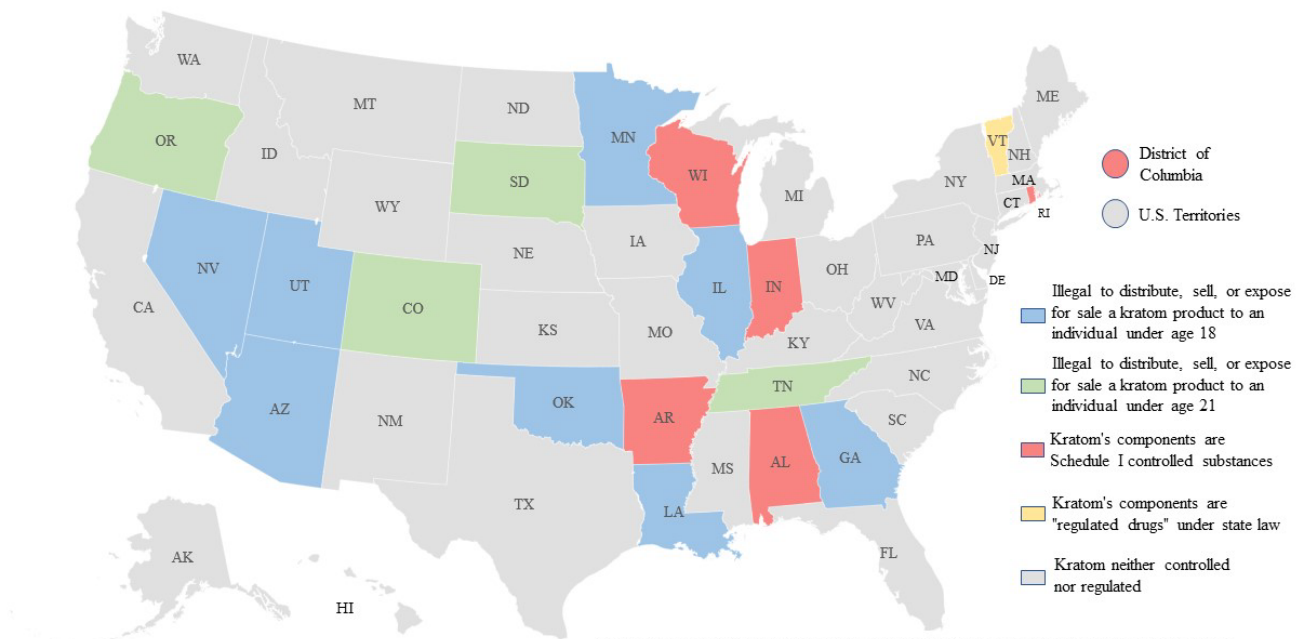 WA
MT
ND
MN
ME
OR
ID
SD
WI
VT
NH
WY
MI
NY
MA
CT
RI
IA
NE
PA
NJ
NV
UT
IL
IN
OH
MD
DE
CA
CO
WV
VA
KS
MO
KY
NC
TN
OK
AZ
NM
AR
SC
MS
AL
GA
TX
LA
FL
AK
HI
District of
Columbia
U.S. Territories
Illegal to distribute, sell, or expose
for sale a kratom product to an
individual under age 18
Illegal to distribute, sell, or expose
for sale a kratom product to an
individual under age 21
Kratom's components are
Schedule I controlled substances
Kratom's components are
"regulated drugs" under state law
Kratom neither controlled
nor regulated